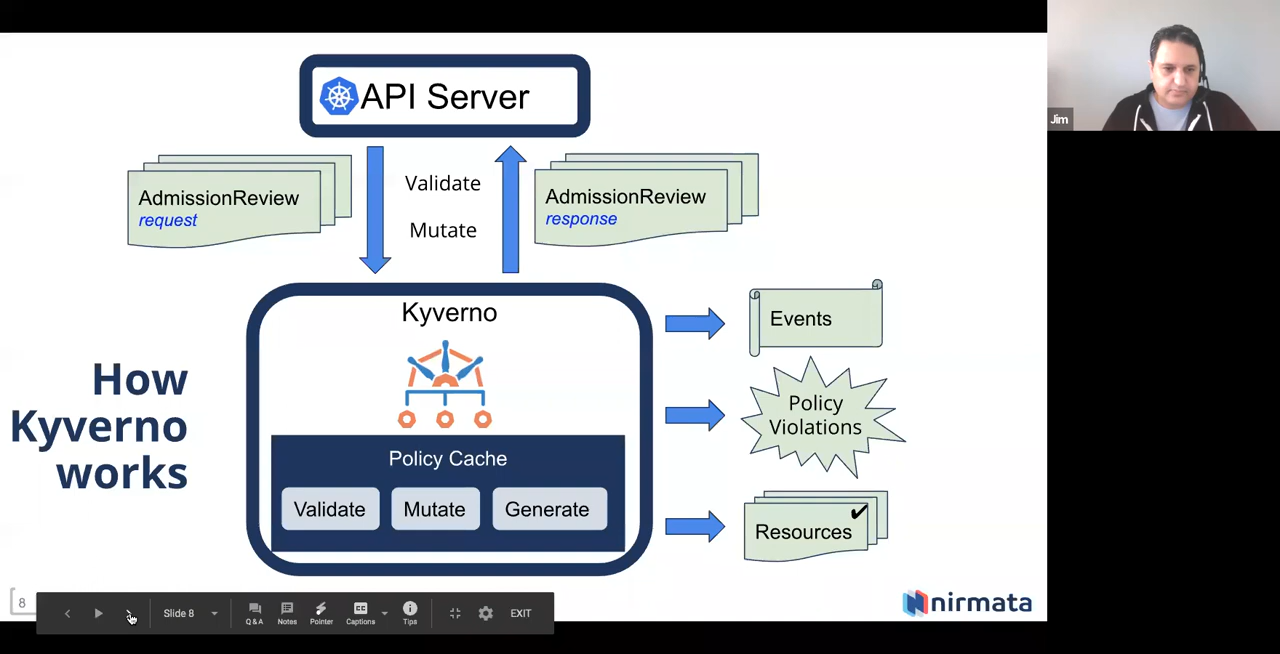 API Server
AdmissionReview
request
Validate
Mutate
AdmissionReview
response
Jim
How
Kyverno
works
Kyverno
Policy Cache
Validate
Mutate
Generate
Events
Policy
Violations
Resources
8
Slide 8
Q & A
Notes
Pointer
CC
Captions
Tips
EXIT
nirmata